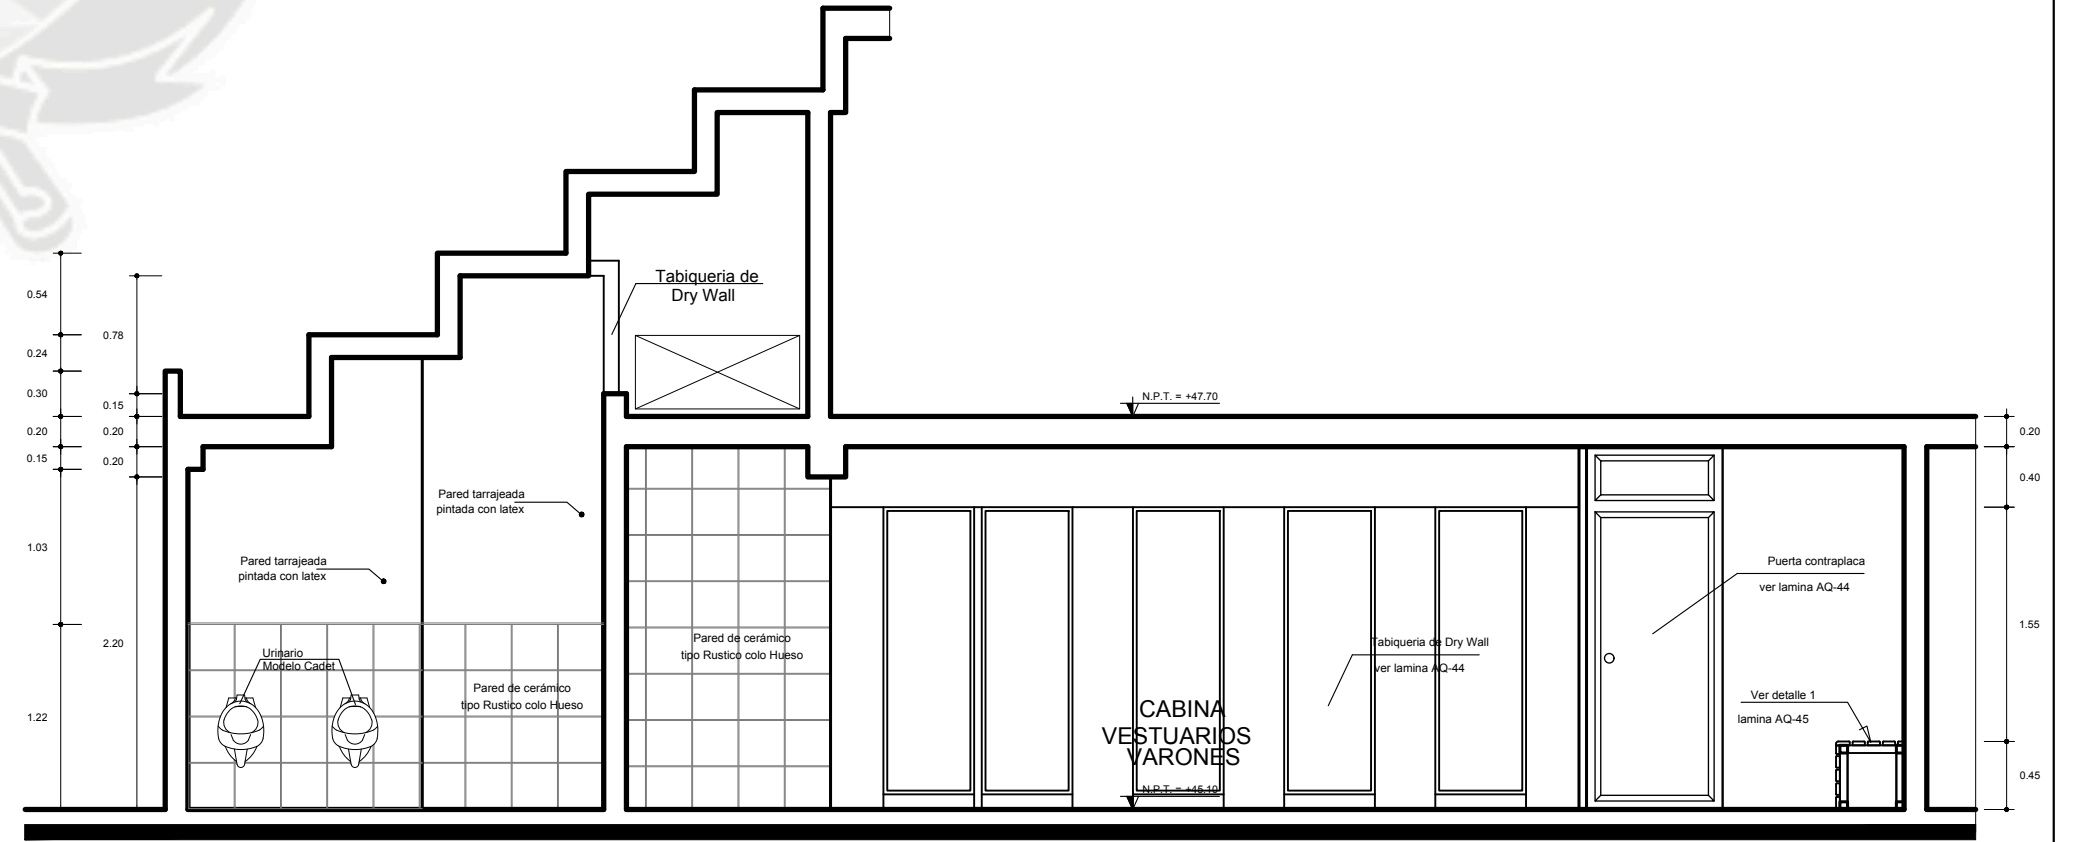 0.54
0.24
0.30
0.20
0.15
1.03
1.22
0.78
0.15
0.20
0.20
2.20
Tabiqueria de
Dry Wall
N.P.T. = +47.70
Pared tarrajeada
pintada con latex
Pared tarrajeada
pintada con latex
Urinario
Modelo Cadet
Pared de cerámico
tipo Rustico colo Hueso
Pared de cerámico
tipo Rustico colo Hueso
CABINA
VESTUARIOS
VARONES
N.P.T. = +45.10
Tabiqueria de Dry Wall
ver lamina AQ-44
Puerta contraplaca
ver lamina AQ-44
Ver detalle 1
lamina AQ-45
0.20
0.40
1.55
0.45